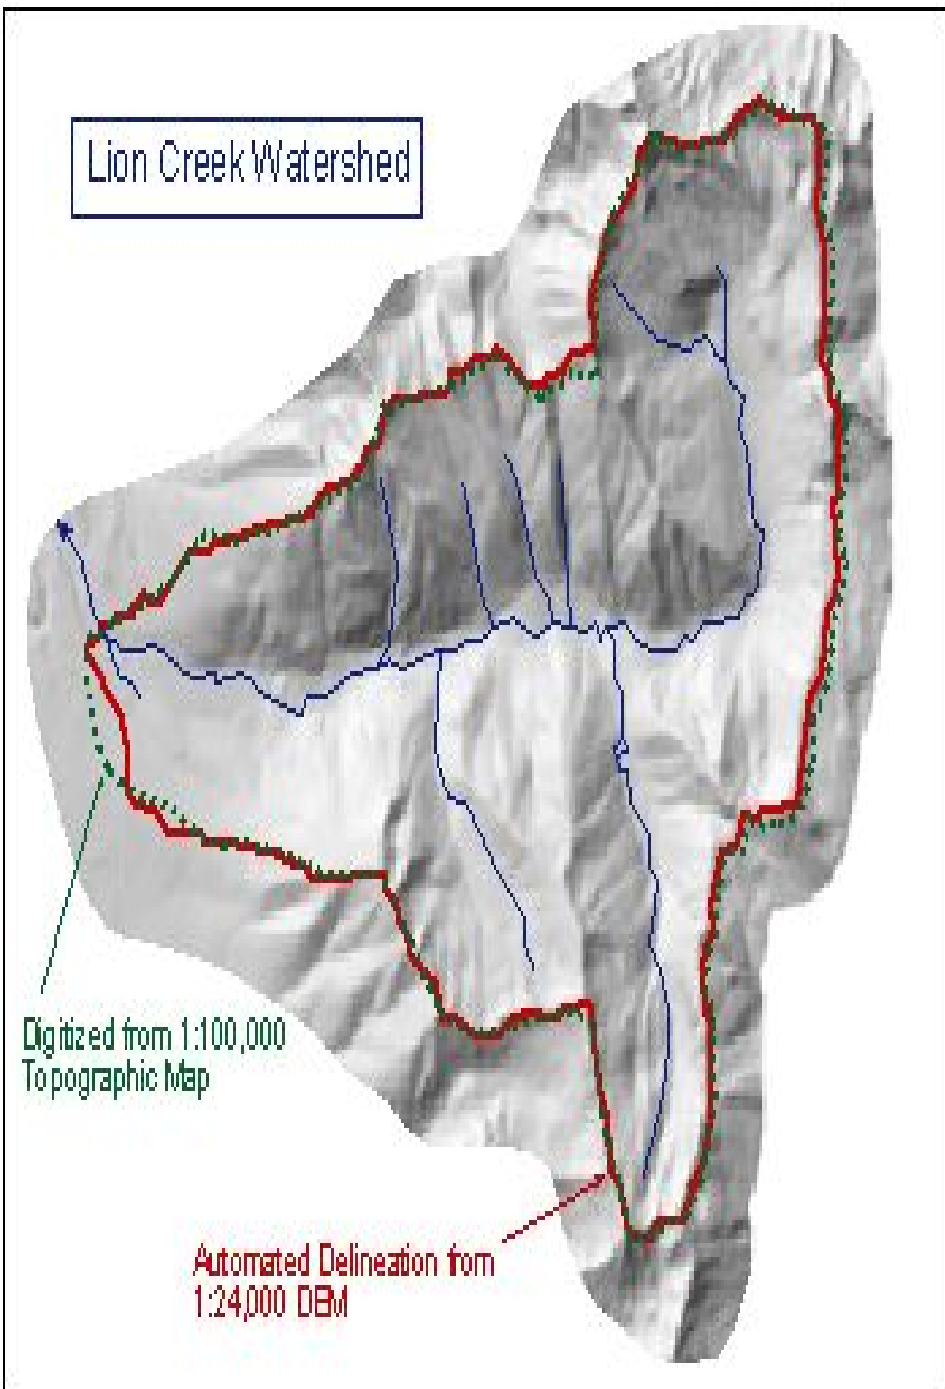 Lion Creek Watershed
Digitized from 1:100,000
Topographic Map
Automated Delineation from
1:24,000 DEM